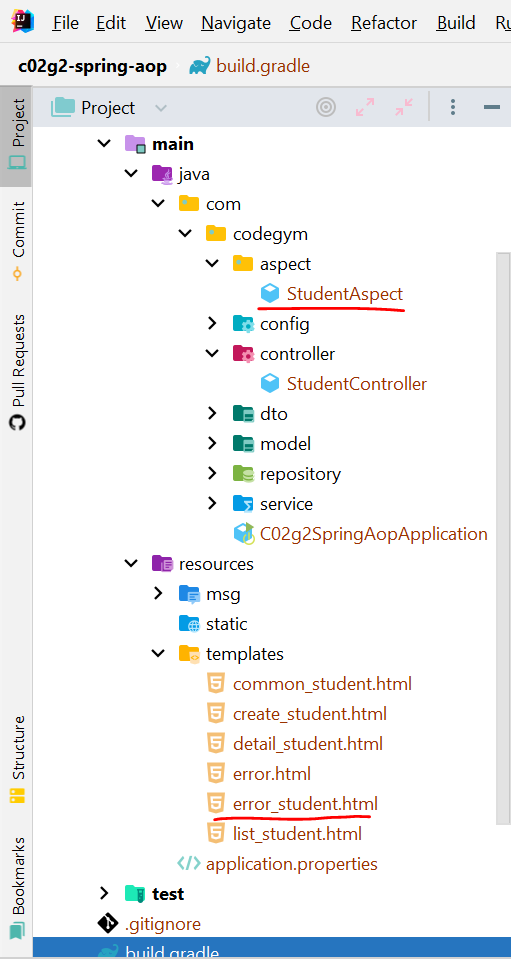 File Edit View Navigate Code Refactor Build Ru
c02g2-spring-aop build.gradle
Project
Project
main
java
com
codegym
aspect
StudentAspect
config
controller
StudentController
dto
model
repository
service
C02g2SpringAopApplication
resources
msg
static
templates
common_student.html
create_student.html
detail_student.html
error.html
error_student.html
list_student.html
application.properties
test
.gitignore
build.gradle
Commit
Pull Requests
Structure
Bookmarks